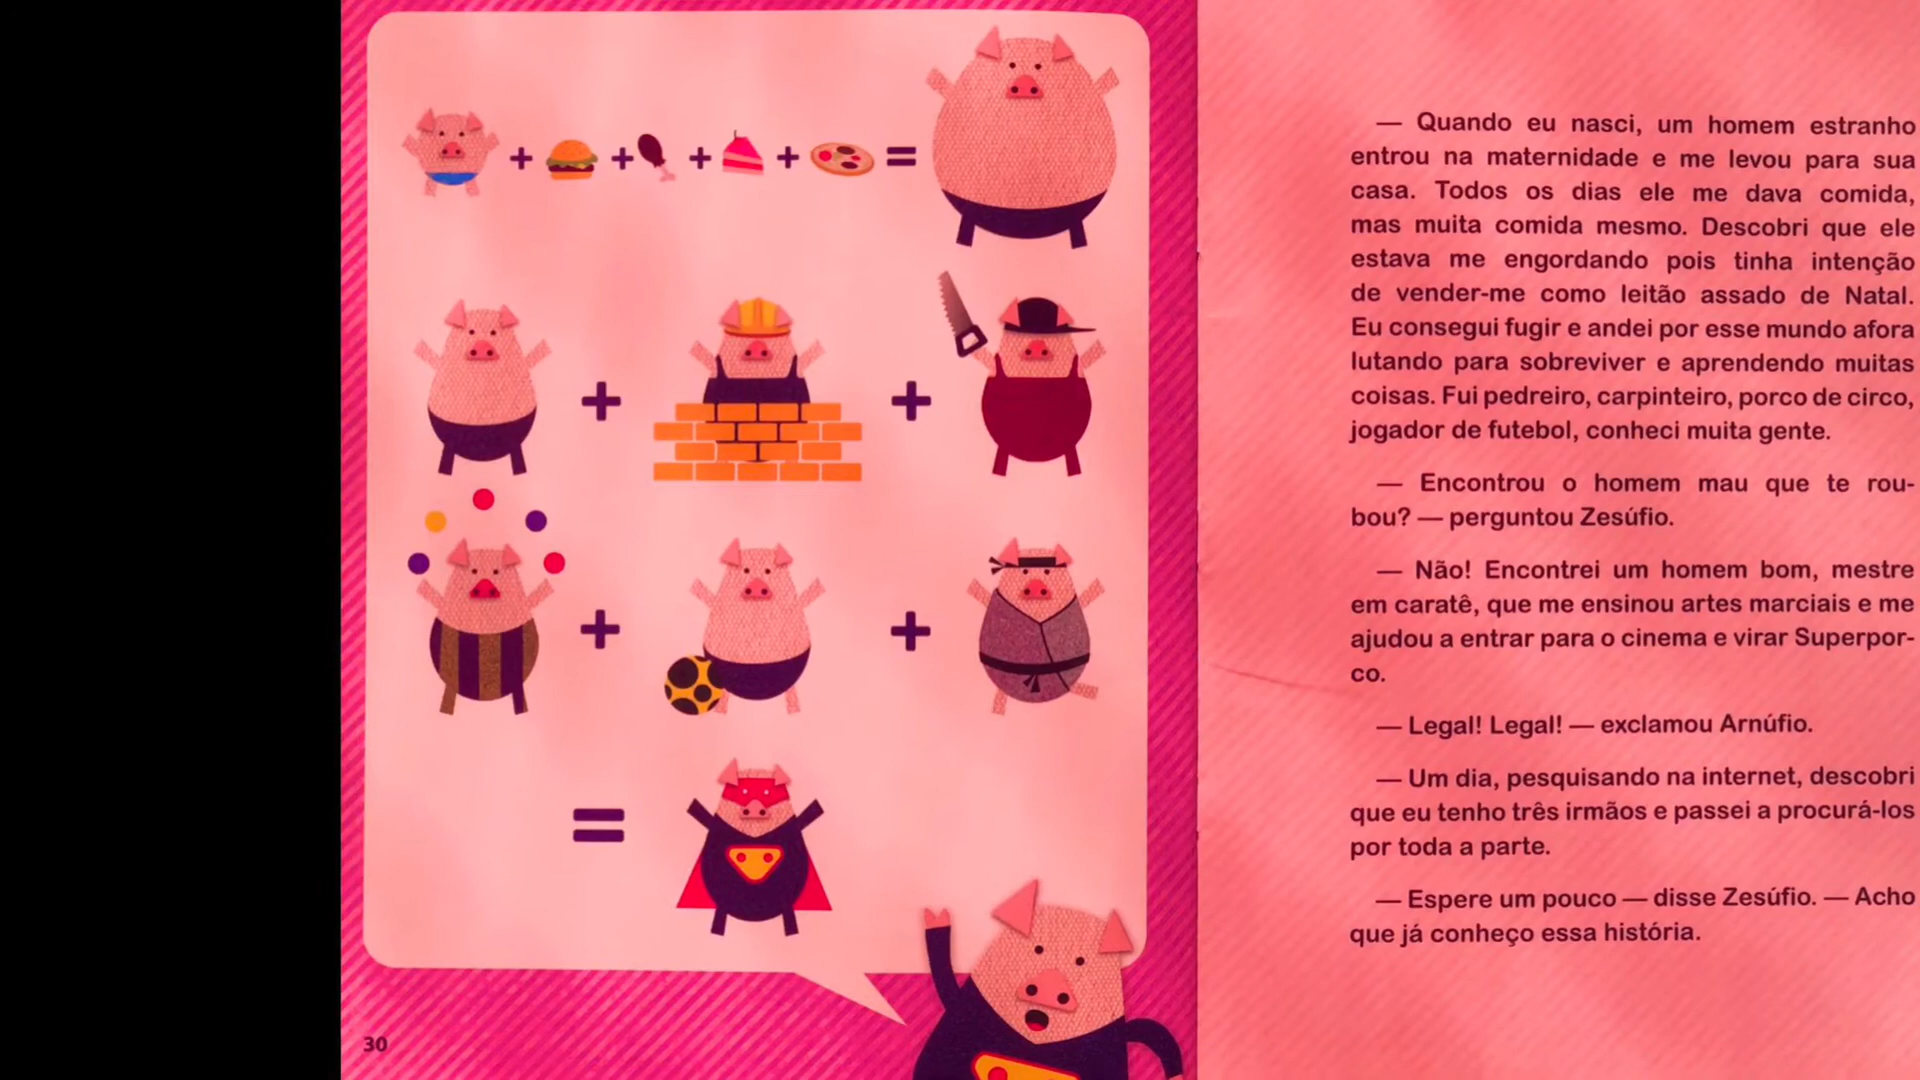 + + + + =
+ +
+ +
=
30
— Quando eu nasci, um homem estranho
entrou na maternidade e me levou para sua
casa. Todos os dias ele me dava comida,
mas muita comida mesmo. Descobri que ele
estava me engordando pois tinha intenção
de vender-me como leitão assado de Natal.
Eu consegui fugir e andei por esse mundo afora
lutando para sobreviver e aprendendo muitas
coisas. Fui pedreiro, carpinteiro, porco de circo,
jogador de futebol, conheci muita gente.
— Encontrou o homem mau que te rou-
bou? — perguntou Zesúfio.
— Não! Encontrei um homem bom, mestre
em caratê, que me ensinou artes marciais e me
ajudou a entrar para o cinema e virar Superpor-
co.
— Legal! Legal! — exclamou Arnúfio.
— Um dia, pesquisando na internet, descobri
que eu tenho três irmãos e passei a procurá-los
por toda a parte.
— Espere um pouco — disse Zesúfio. — Acho
que já conheço essa história.